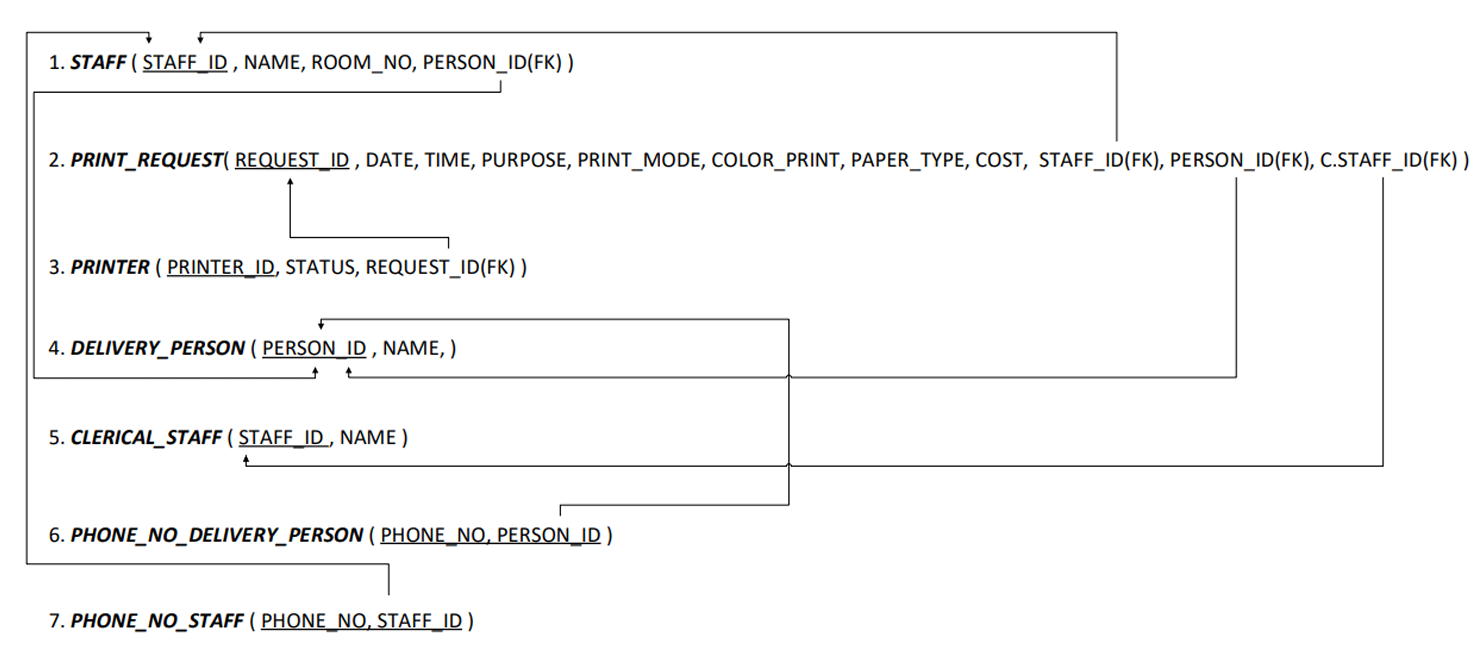 1. STAFF ( STAFF_ID , NAME, ROOM_NO, PERSON_ID(FK) )
2. PRINT_REQUEST( REQUEST_ID , DATE, TIME, PURPOSE, PRINT_MODE, COLOR_PRINT, PAPER_TYPE, COST, STAFF_ID(FK), PERSON_ID(FK), C.STAFF_ID(FK) )
3. PRINTER ( PRINTER_ID, STATUS, REQUEST_ID(FK) )
4. DELIVERY_PERSON ( PERSON_ID , NAME, )
5. CLERICAL_STAFF ( STAFF_ID , NAME )
6. PHONE_NO_DELIVERY_PERSON ( PHONE_NO, PERSON_ID )
7. PHONE_NO_STAFF ( PHONE_NO, STAFF_ID )